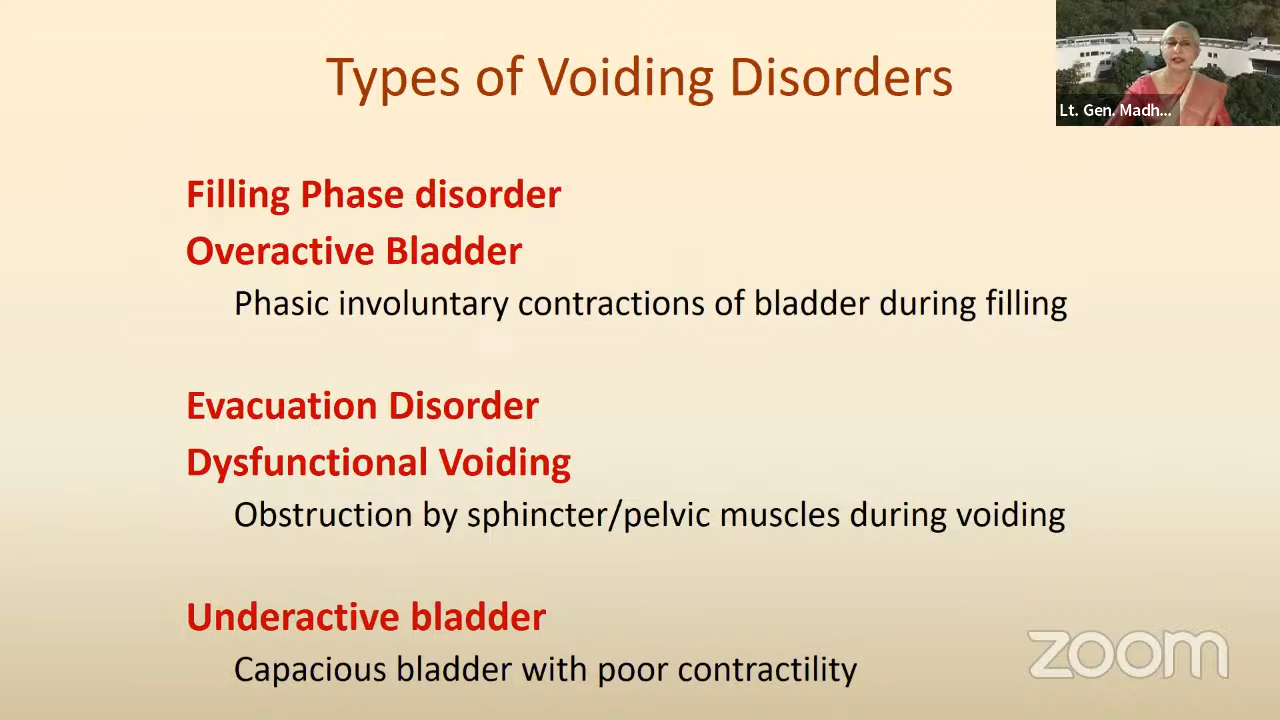 Types of Voiding Disorders
Lt. Gen. Madh...
Filling Phase disorder
Overactive Bladder
Phasic involuntary contractions of bladder during filling
Evacuation Disorder
Dysfunctional Voiding
Obstruction by sphincter/pelvic muscles during voiding
Underactive bladder
Capacious bladder with poor contractility
zoom